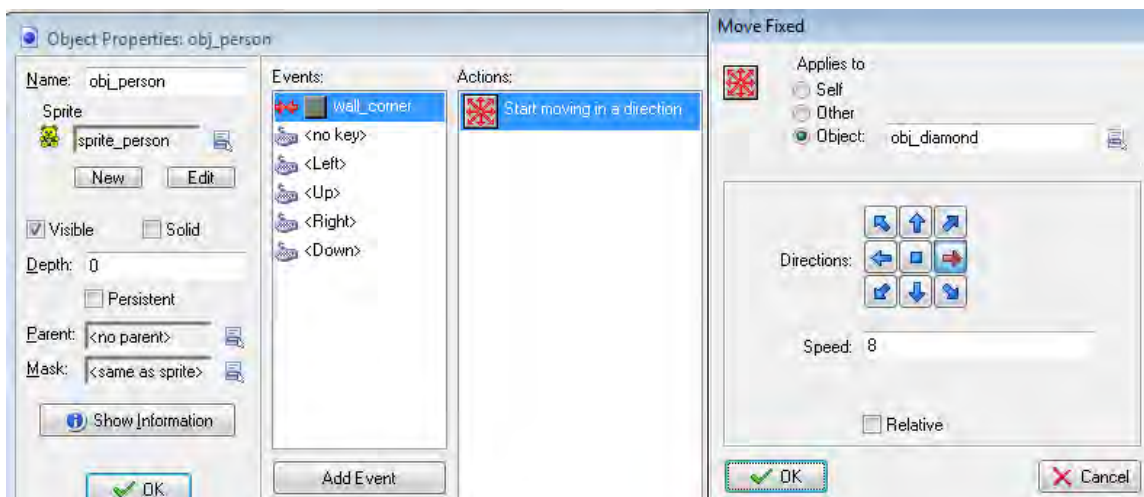 Object Properties: obj_person
Name: obj_person
Sprite
sprite_person
New Edit
Visible Solid
Depth: 0
Persistent
Parent: <no parent>
Mask: <same as sprite>
Show Information
OK
Events:
wall_corner
<no key>
<Left>
<Up>
<Right>
<Down>
Add Event
Actions:
Start moving in a direction
Move Fixed
Applies to
Self
Other
Object: obj_diamond
Directions:
Speed: 8
Relative
OK Cancel